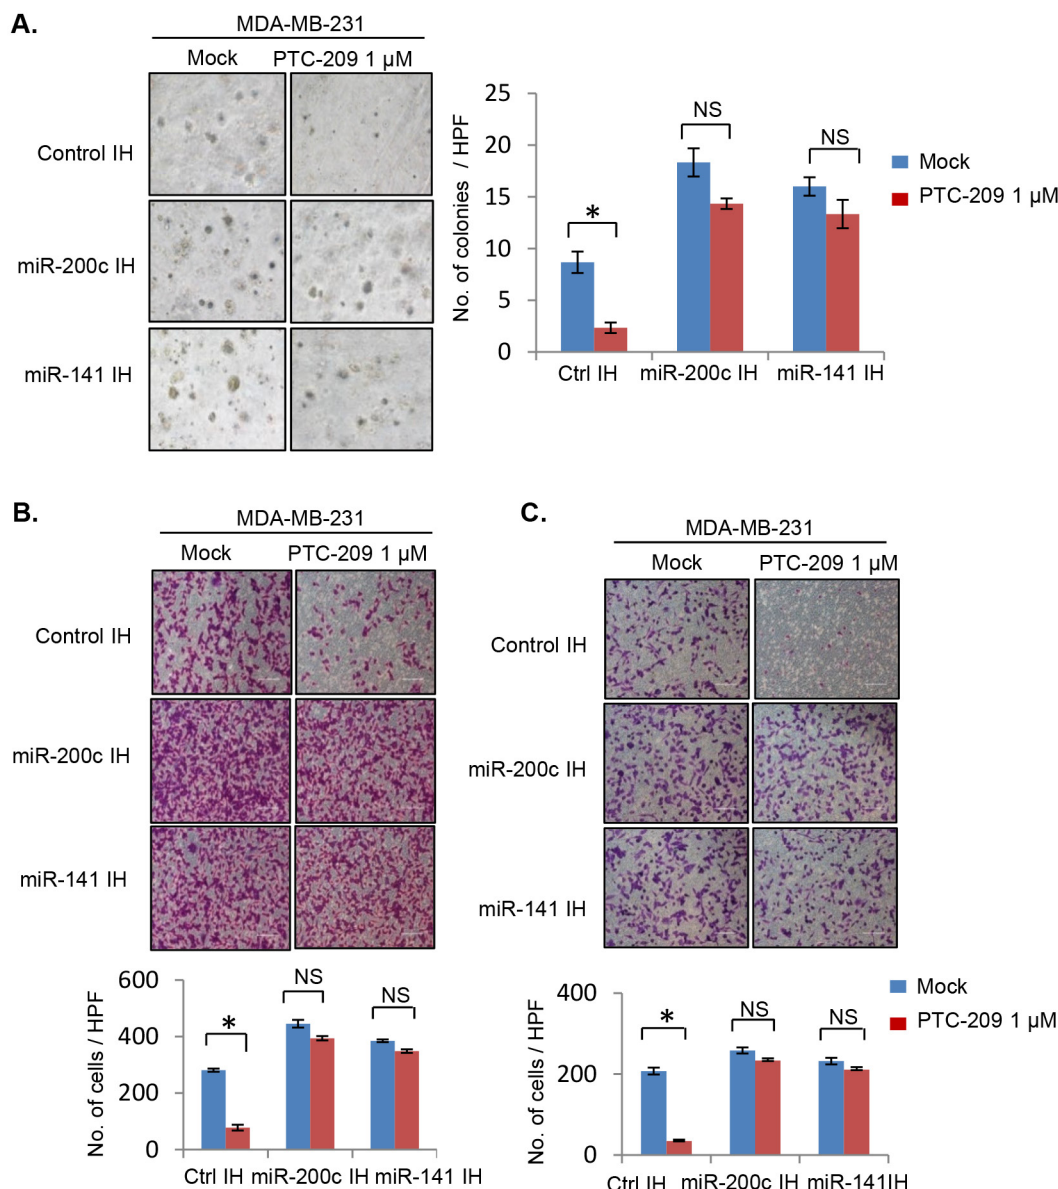 A.
MDA-MB-231
Mock PTC-209 1 µM
Control IH
miR-200c IH
miR-141 IH
No. of colonies / HPF
25
20
15
10
5
0
*
NS
NS
Ctrl IH miR-200c IH miR-141 IH
Mock
PTC-209 1 µM
B.
MDA-MB-231
Mock PTC-209 1 µM
Control IH
miR-200c IH
miR-141 IH
No. of cells / HPF
600
400
200
0
*
NS
NS
Ctrl IH miR-200c IH miR-141 IH
C.
MDA-MB-231
Mock PTC-209 1 µM
Control IH
miR-200c IH
miR-141 IH
No. of cells / HPF
400
200
0
*
NS
NS
Ctrl IH miR-200c IH miR-141IH
Mock
PTC-209 1 µM